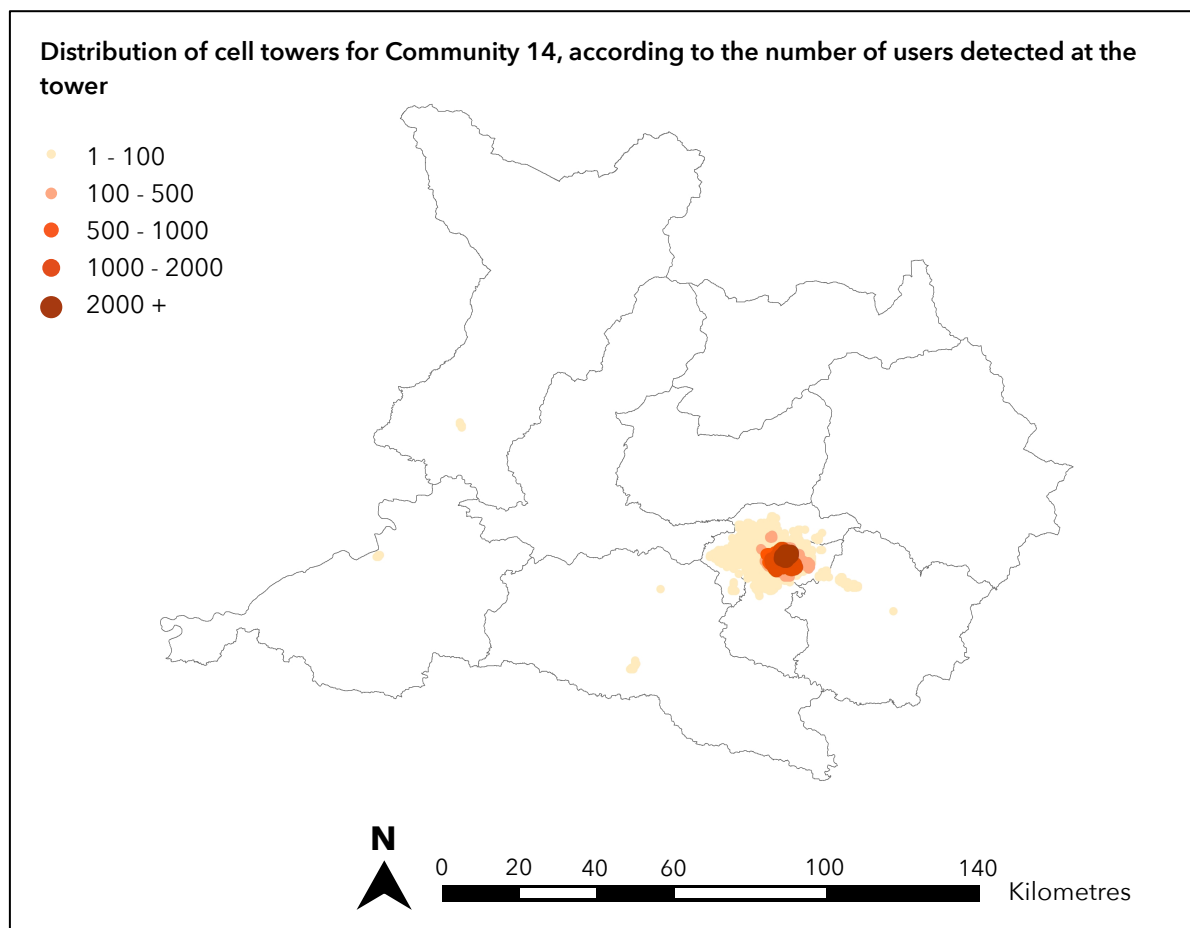 Distribution of cell towers for Community 14, according to the number of users detected at the
tower
1 - 100
100 - 500
500 - 1000
1000 - 2000
2000 +
N
0 20 40 60 100 140
Kilometres